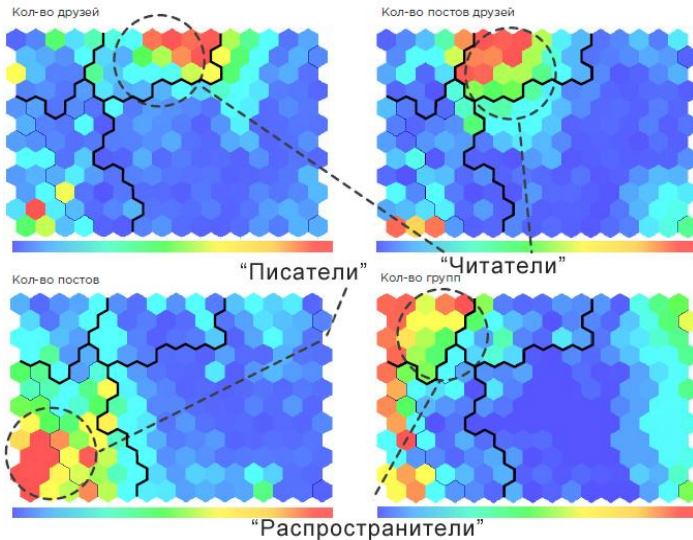 Кол-во друзей
Кол-во постов друзей
“Писатели”
“Читатели”
Кол-во постов
Кол-во групп
“Распространители”